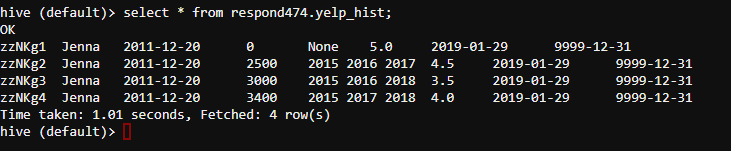 hive (default)> select * from respond474.yelp_hist;
OK
zzNKg1 Jenna 2011-12-20 0 None 5.0 2019-01-29 9999-12-31
zzNKg2 Jenna 2011-12-20 2500 2015 2016 2017 4.5 2019-01-29 9999-12-31
zzNKg3 Jenna 2011-12-20 3000 2015 2016 2018 3.5 2019-01-29 9999-12-31
zzNKg4 Jenna 2011-12-20 3400 2015 2017 2018 4.0 2019-01-29 9999-12-31
Time taken: 1.01 seconds, Fetched: 4 row(s)
hive (default)>